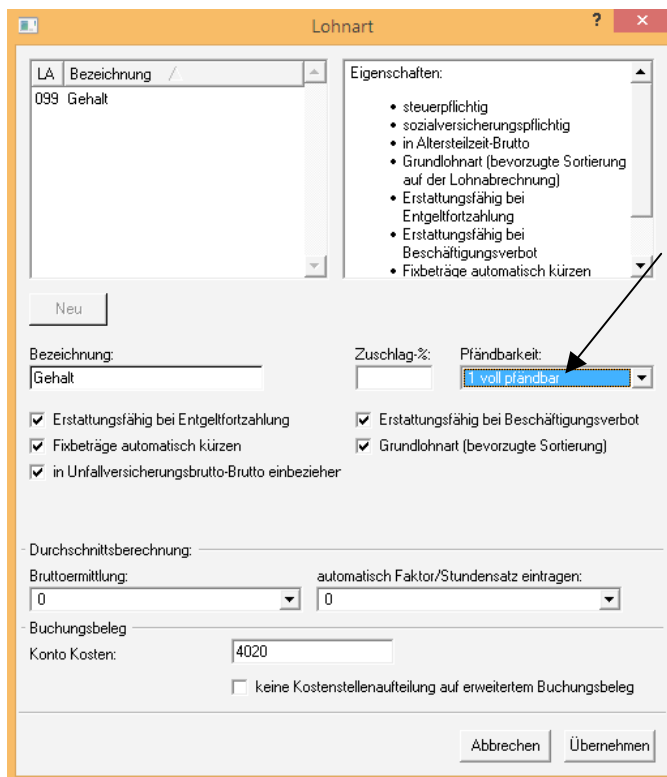 Lohnart
? ×
LA Bezeichnung
099 Gehalt
Eigenschaften:
• steuerpflichtig
• sozialversicherungspflichtig
• in Altersteilzeit-Brutto
• Grundlohnart (bevorzugte Sortierung
auf der Lohnabrechnung)
• Erstattungsfähig bei
Entgeltfortzahlung
• Erstattungsfähig bei
Beschäftigungsverbot
• Fixbeträge automatisch kürzen
Neu
Bezeichnung:
Gehalt
Zuschlag-%:
Pfändbarkeit:
1 voll pfändbar
Erstattungsfähig bei Entgeltfortzahlung
Erstattungsfähig bei Beschäftigungsverbot
Fixbeträge automatisch kürzen
Grundlohnart (bevorzugte Sortierung)
in Unfallversicherungsbrutto-Brutto einbeziehen
Durchschnittsberechnung:
Bruttoermittlung:
0
automatisch Faktor/Stundensatz eintragen:
0
Buchungsbeleg
Konto Kosten:
4020
keine Kostenstellenaufteilung auf erweitertem Buchungsbeleg
Abbrechen
Übernehmen